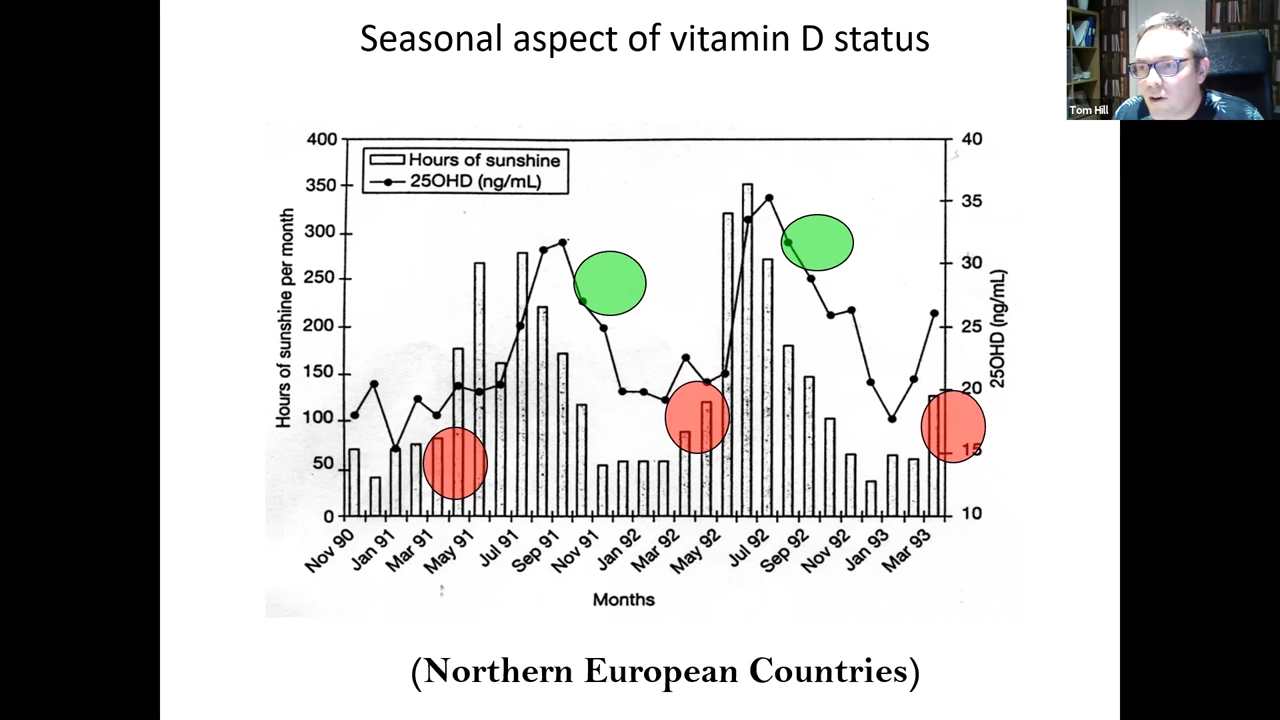 Seasonal aspect of vitamin D status
Tom Hill
Hours of sunshine
25OHD (ng/mL)
Hours of sunshine per month
400
350
300
250
200
150
100
50
0
40
35
30
25
20
15
10
25OHD (ng/mL)
Nov 90
Jan 91
Mar 91
May 91
Jul 91
Sep 91
Nov 91
Jan 92
Mar 92
May 92
Jul 92
Sep 92
Nov 92
Jan 93
Mar 93
Months
(Northern European Countries)